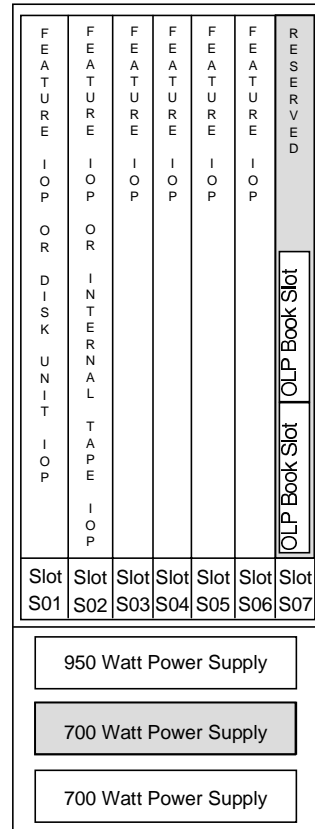 FEATURE IOP OR DISK UNIT IOP
FEATURE IOP OR INTERNAL TAPE IOP
FEATURE IOP
FEATURE IOP
FEATURE IOP
FEATURE IOP
RESERVED
OLP Book Slot
OLP Book Slot
Slot S01
Slot S02
Slot S03
Slot S04
Slot S05
Slot S06
Slot S07
950 Watt Power Supply
700 Watt Power Supply
700 Watt Power Supply